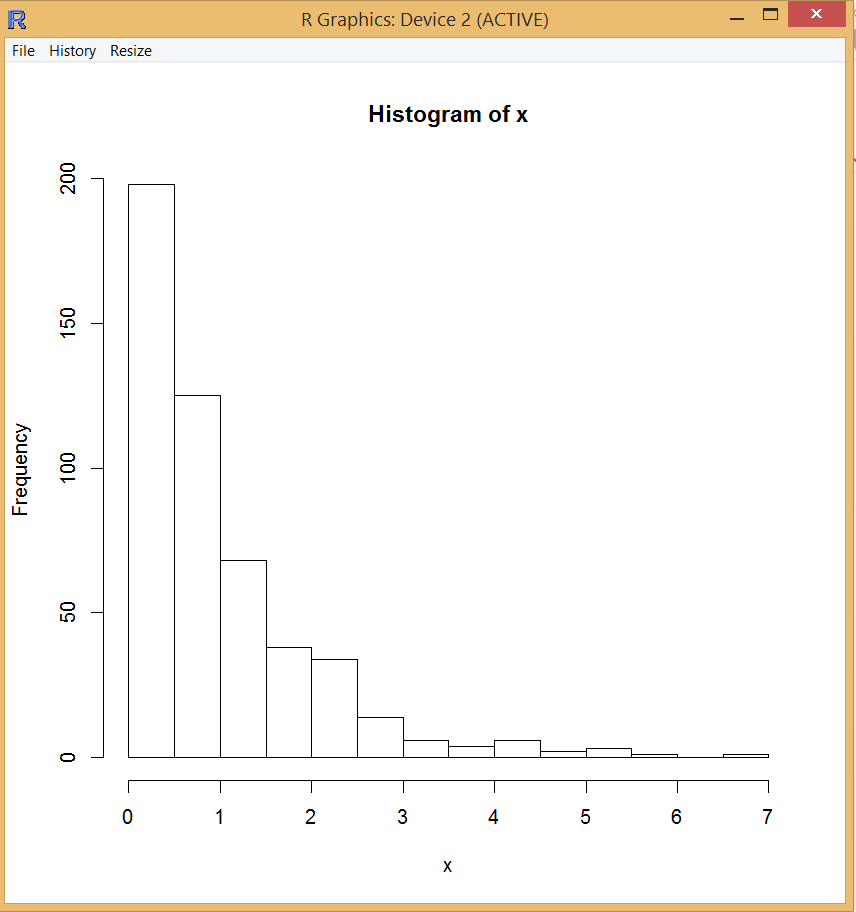 R Graphics: Device 2 (ACTIVE)
File History Resize
Histogram of x
200
150
100
50
0
Frequency
0 1 2 3 4 5 6 7
x